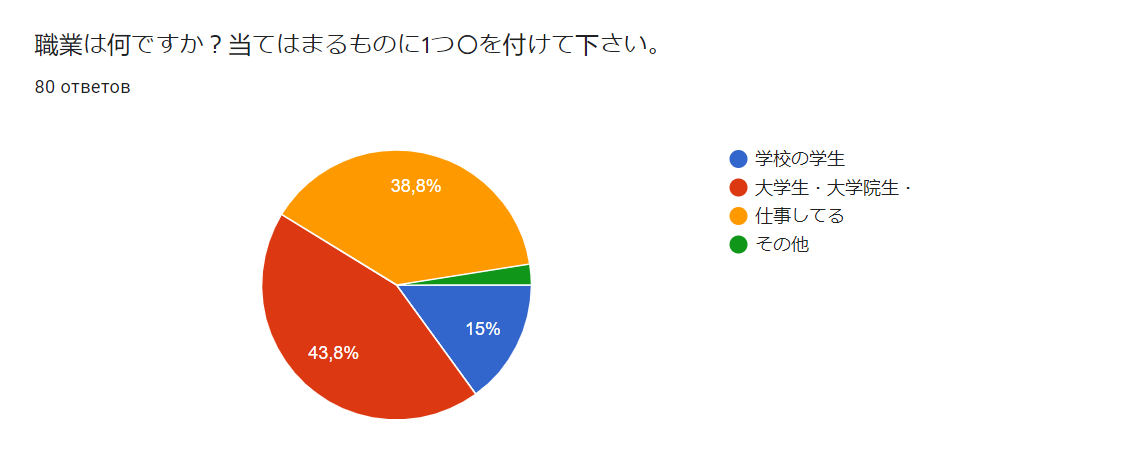 職業は何ですか？当てはまるものに1つ〇を付けて下さい。
80 ответов
38,8%
15%
43,8%
学校の学生
大学生・大学院生・
仕事してる
その他